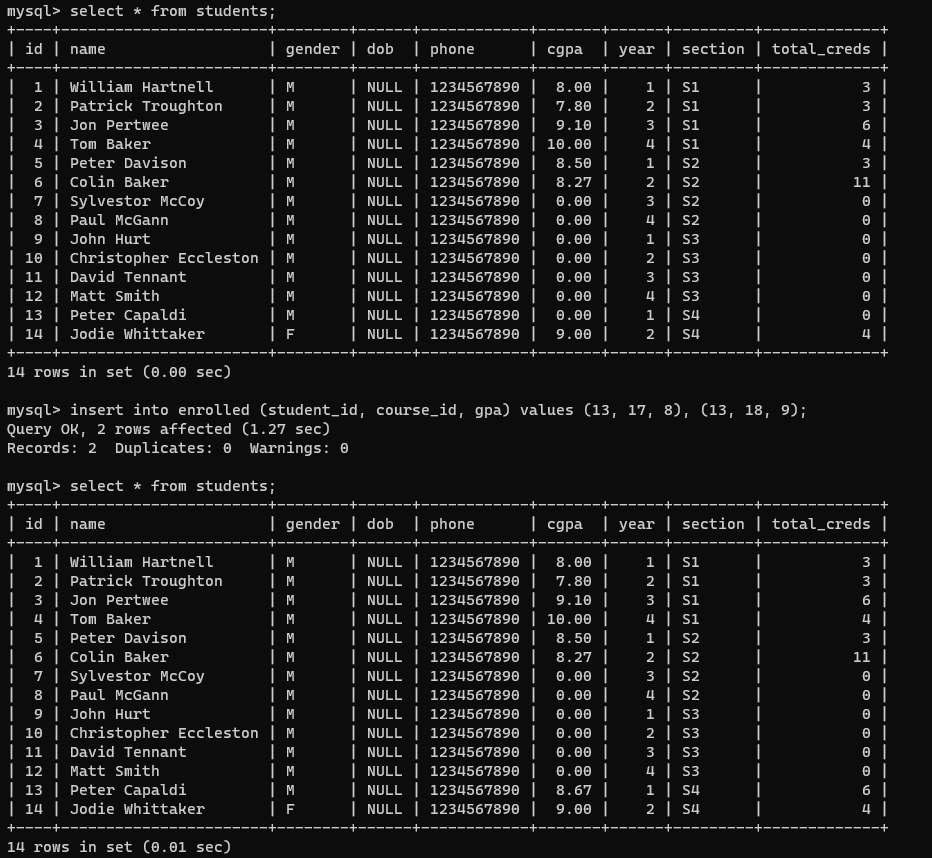 mysql> select * from students;
+----+-----------------------+--------+------+------------+-------+------+---------+-------------+
| id | name                  | gender | dob  | phone      | cgpa  | year | section | total_creds |
+----+-----------------------+--------+------+------------+-------+------+---------+-------------+
|  1 | William Hartnell      | M      | NULL | 1234567890 |  8.00 |    1 | S1      |           3 |
|  2 | Patrick Troughton     | M      | NULL | 1234567890 |  7.80 |    2 | S1      |           3 |
|  3 | Jon Pertwee           | M      | NULL | 1234567890 |  9.10 |    3 | S1      |           6 |
|  4 | Tom Baker             | M      | NULL | 1234567890 | 10.00 |    4 | S1      |           4 |
|  5 | Peter Davison         | M      | NULL | 1234567890 |  8.50 |    1 | S2      |           3 |
|  6 | Colin Baker           | M      | NULL | 1234567890 |  8.27 |    2 | S2      |          11 |
|  7 | Sylvestor McCoy       | M      | NULL | 1234567890 |  0.00 |    3 | S2      |           0 |
|  8 | Paul McGann           | M      | NULL | 1234567890 |  0.00 |    4 | S2      |           0 |
|  9 | John Hurt             | M      | NULL | 1234567890 |  0.00 |    1 | S3      |           0 |
| 10 | Christopher Eccleston | M      | NULL | 1234567890 |  0.00 |    2 | S3      |           0 |
| 11 | David Tennant         | M      | NULL | 1234567890 |  0.00 |    3 | S3      |           0 |
| 12 | Matt Smith            | M      | NULL | 1234567890 |  0.00 |    4 | S3      |           0 |
| 13 | Peter Capaldi         | M      | NULL | 1234567890 |  0.00 |    1 | S4      |           0 |
| 14 | Jodie Whittaker       | F      | NULL | 1234567890 |  9.00 |    2 | S4      |           4 |
+----+-----------------------+--------+------+------------+-------+------+---------+-------------+
14 rows in set (0.00 sec)

mysql> insert into enrolled (student_id, course_id, gpa) values (13, 17, 8), (13, 18, 9);
Query OK, 2 rows affected (1.27 sec)
Records: 2  Duplicates: 0  Warnings: 0

mysql> select * from students;
+----+-----------------------+--------+------+------------+-------+------+---------+-------------+
| id | name                  | gender | dob  | phone      | cgpa  | year | section | total_creds |
+----+-----------------------+--------+------+------------+-------+------+---------+-------------+
|  1 | William Hartnell      | M      | NULL | 1234567890 |  8.00 |    1 | S1      |           3 |
|  2 | Patrick Troughton     | M      | NULL | 1234567890 |  7.80 |    2 | S1      |           3 |
|  3 | Jon Pertwee           | M      | NULL | 1234567890 |  9.10 |    3 | S1      |           6 |
|  4 | Tom Baker             | M      | NULL | 1234567890 | 10.00 |    4 | S1      |           4 |
|  5 | Peter Davison         | M      | NULL | 1234567890 |  8.50 |    1 | S2      |           3 |
|  6 | Colin Baker           | M      | NULL | 1234567890 |  8.27 |    2 | S2      |          11 |
|  7 | Sylvestor McCoy       | M      | NULL | 1234567890 |  0.00 |    3 | S2      |           0 |
|  8 | Paul McGann           | M      | NULL | 1234567890 |  0.00 |    4 | S2      |           0 |
|  9 | John Hurt             | M      | NULL | 1234567890 |  0.00 |    1 | S3      |           0 |
| 10 | Christopher Eccleston | M      | NULL | 1234567890 |  0.00 |    2 | S3      |           0 |
| 11 | David Tennant         | M      | NULL | 1234567890 |  0.00 |    3 | S3      |           0 |
| 12 | Matt Smith            | M      | NULL | 1234567890 |  0.00 |    4 | S3      |           0 |
| 13 | Peter Capaldi         | M      | NULL | 1234567890 |  8.67 |    1 | S4      |           6 |
| 14 | Jodie Whittaker       | F      | NULL | 1234567890 |  9.00 |    2 | S4      |           4 |
+----+-----------------------+--------+------+------------+-------+------+---------+-------------+
14 rows in set (0.01 sec)